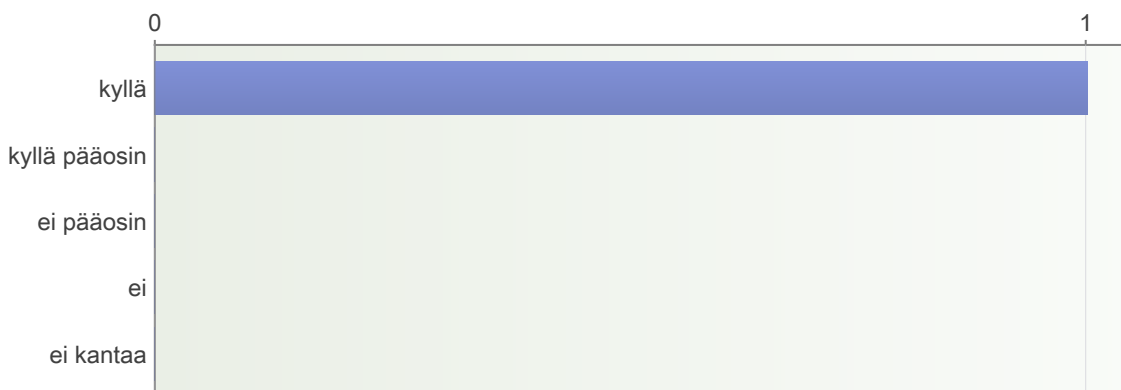 0 1
kyllä
kyllä pääosin
ei pääosin
ei
ei kantaa